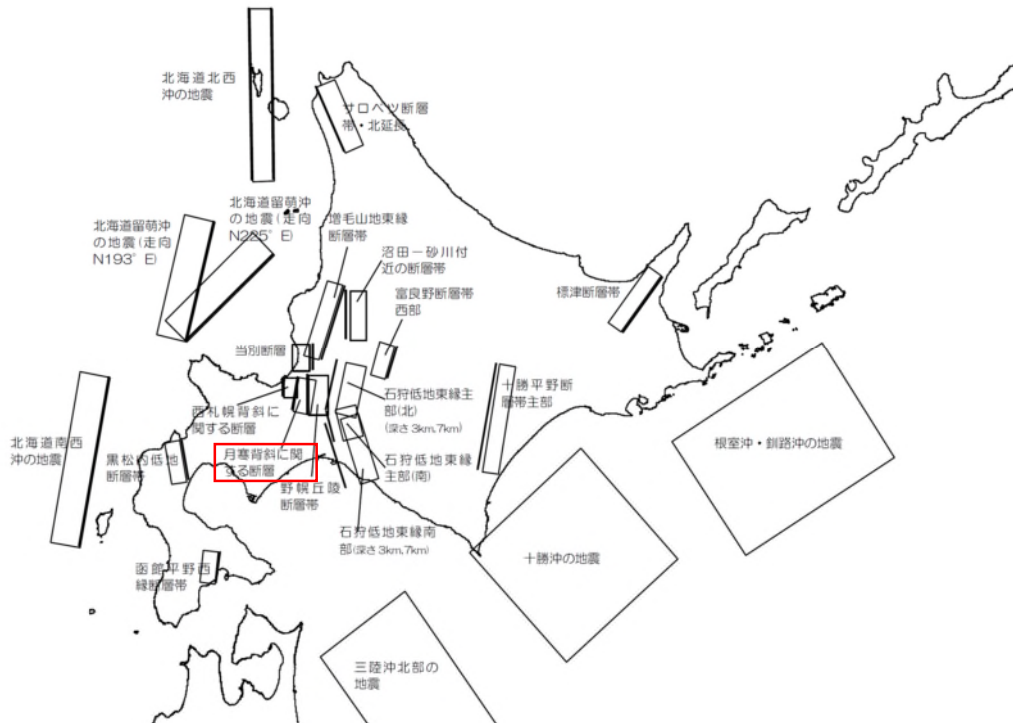 北海道北西
沖の地震
サロベツ断層
帯・北延長
北海道留萌沖
の地震(走向
N225°E)
北海道留萌沖
の地震(走向
N193°E)
増毛山地東縁
断層帯
沼田－砂川付
近の断層帯
富良野断層帯
西部
標津断層帯
当別断層
西札幌背斜に
関する断層
石狩低地東縁主
部(北)
(深さ3km,7km)
十勝平野断
層帯主部
北海道南西
沖の地震
黒松内低地
断層帯
月寒背斜に関
する断層
石狩低地東縁
主部(南)
根室沖・釧路沖の地震
野幌丘陵
断層帯
石狩低地東縁南
部(深さ3km,7km)
十勝沖の地震
函館平野西
縁断層帯
三陸沖北部の
地震